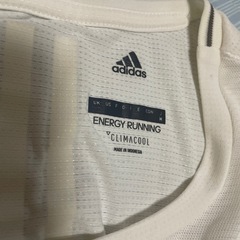 adidas
ENERGY RUNNING
CLIMACOOL
MADE IN INDONESIA